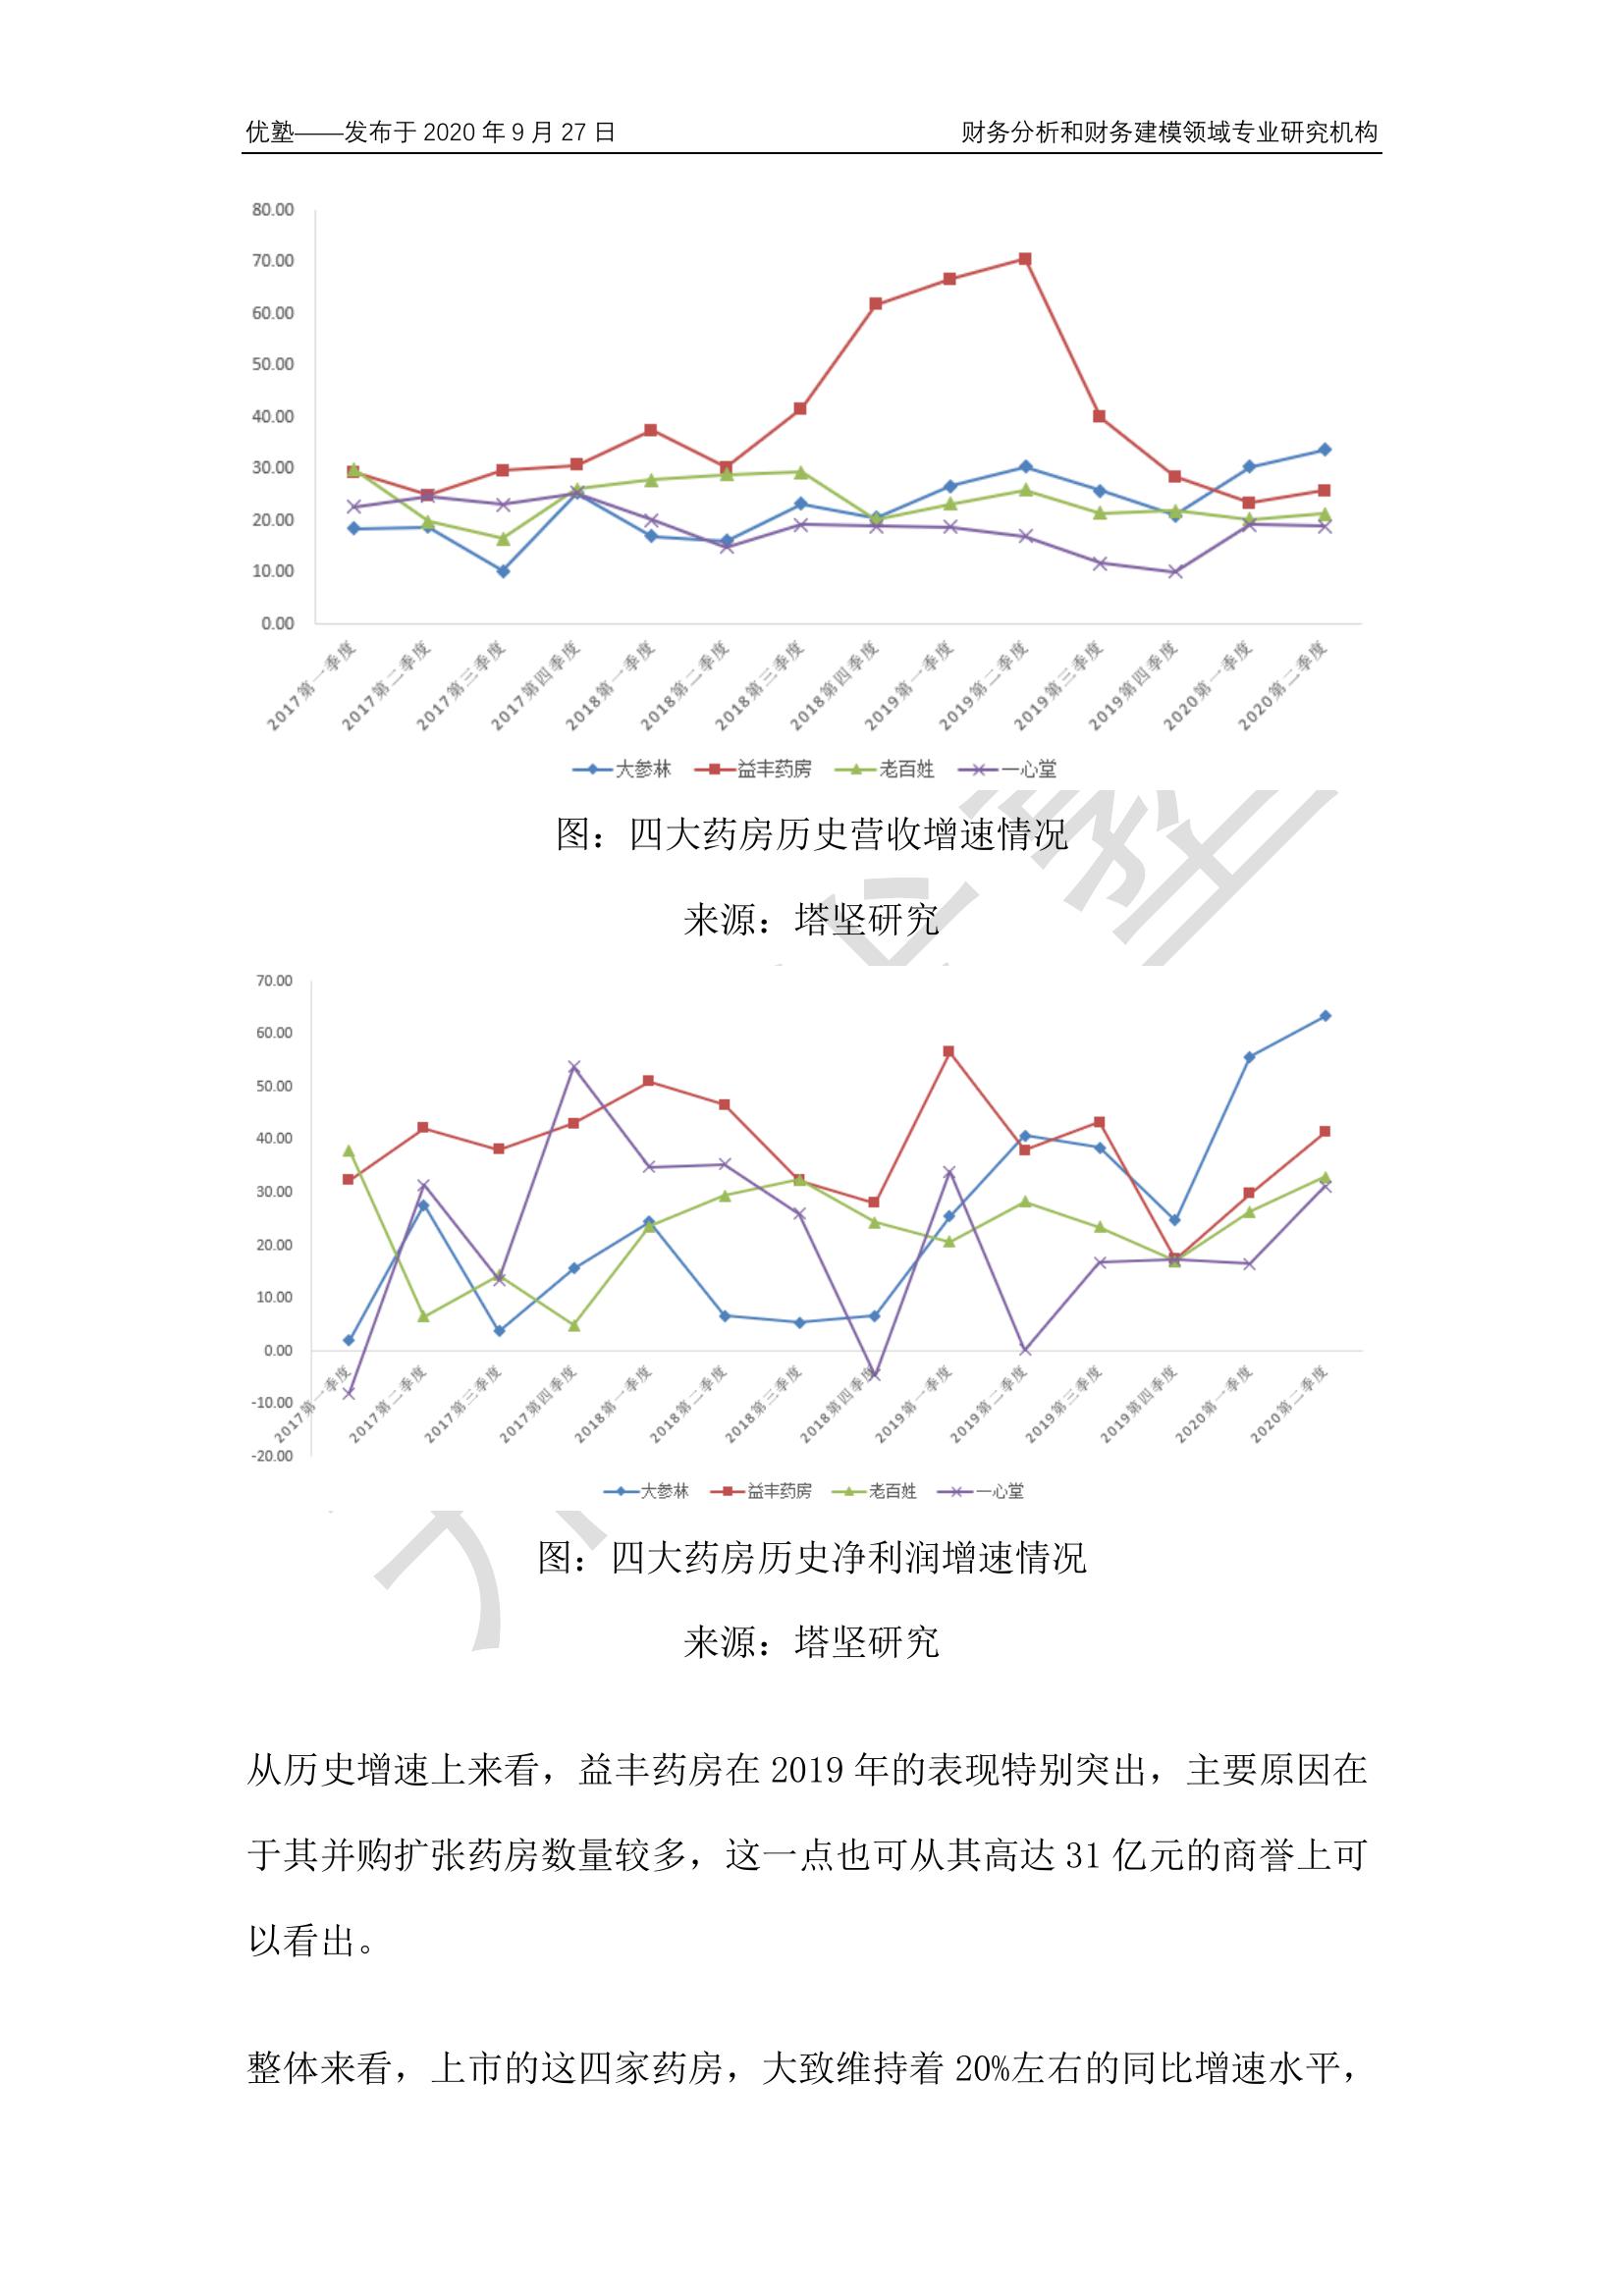 优塾——发布于 2020 年 9 月 27 日 财务分析和财务建模领域专业研究机构
80.00
70.00
60.00
50.00
40.00
30.00
20.00
10.00
0.00
2017第一季度 2017第二季度 2017第三季度 2017第四季度 2018第一季度 2018第二季度 2018第三季度 2018第四季度 2019第一季度 2019第二季度 2019第三季度 2019第四季度 2020第一季度 2020第二季度
大参林 益丰药房 老百姓 一心堂
图：四大药房历史营收增速情况
来源：塔坚研究
70.00
60.00
50.00
40.00
30.00
20.00
10.00
0.00
-10.00
-20.00
2017第一季度 2017第二季度 2017第三季度 2017第四季度 2018第一季度 2018第二季度 2018第三季度 2018第四季度 2019第一季度 2019第二季度 2019第三季度 2019第四季度 2020第一季度 2020第二季度
大参林 益丰药房 老百姓 一心堂
图：四大药房历史净利润增速情况
来源：塔坚研究
从历史增速上来看，益丰药房在 2019 年的表现特别突出，主要原因在
于其并购扩张药房数量较多，这一点也可从其高达 31 亿元的商誉上可
以看出。
整体来看，上市的这四家药房，大致维持着 20%左右的同比增速水平，